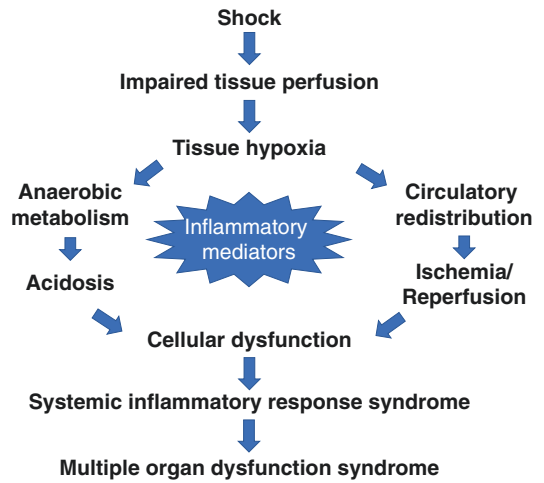 Shock
Impaired tissue perfusion
Tissue hypoxia
Anaerobic
metabolism
Acidosis
Inflammatory
mediators
Circulatory
redistribution
Ischemia/
Reperfusion
Cellular dysfunction
Systemic inflammatory response syndrome
Multiple organ dysfunction syndrome